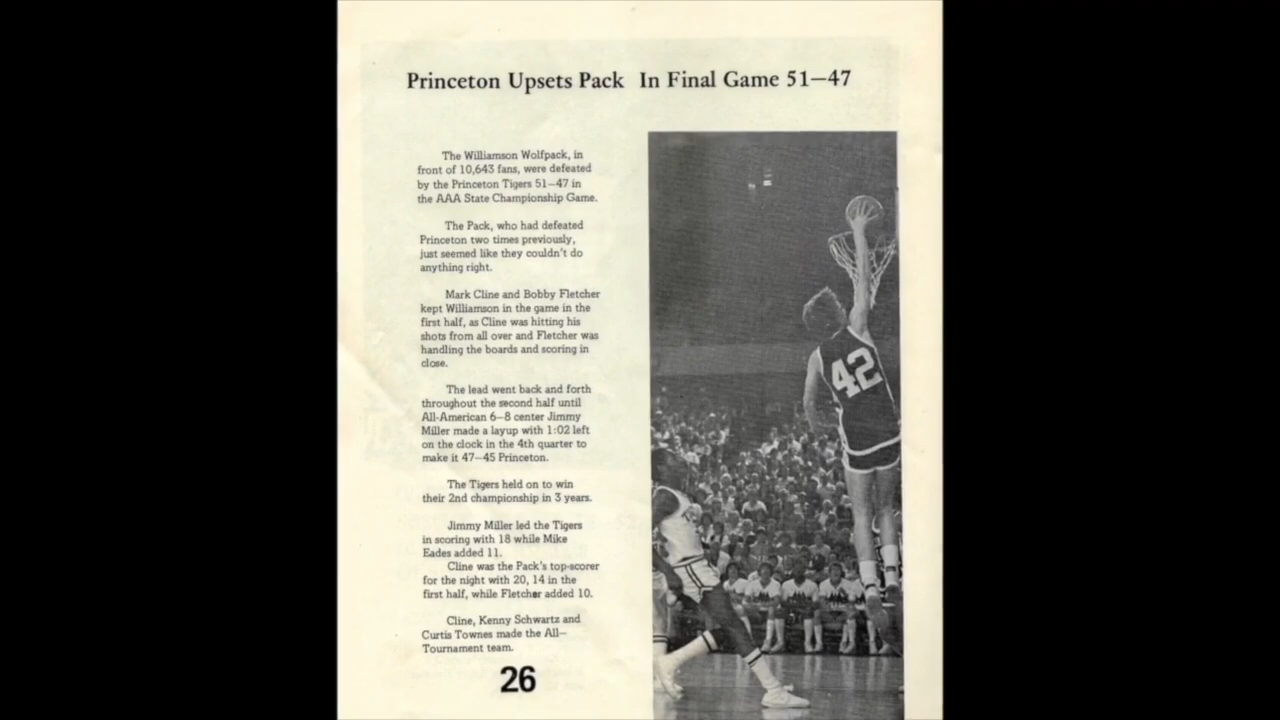 Princeton Upsets Pack In Final Game 51—47
The Williamson Wolfpack, in
front of 10,643 fans, were defeated
by the Princeton Tigers 51—47 in
the AAA State Championship Game.
The Pack, who had defeated
Princeton two times previously,
just seemed like they couldn't do
anything right.
Mark Cline and Bobby Fletcher
kept Williamson in the game in the
first half, as Cline was hitting his
shots from all over and Fletcher was
handling the boards and scoring in
close.
The lead went back and forth
throughout the second half until
All-American 6—8 center Jimmy
Miller made a layup with 1:02 left
on the clock in the 4th quarter to
make it 47—45 Princeton.
The Tigers held on to win
their 2nd championship in 3 years.
Jimmy Miller led the Tigers
in scoring with 18 while Mike
Eades added 11.
Cline was the Pack's top-scorer
for the night with 20, 14 in the
first half, while Fletcher added 10.
Cline, Kenny Schwartz and
Curtis Townes made the All—
Tournament team.
26
42